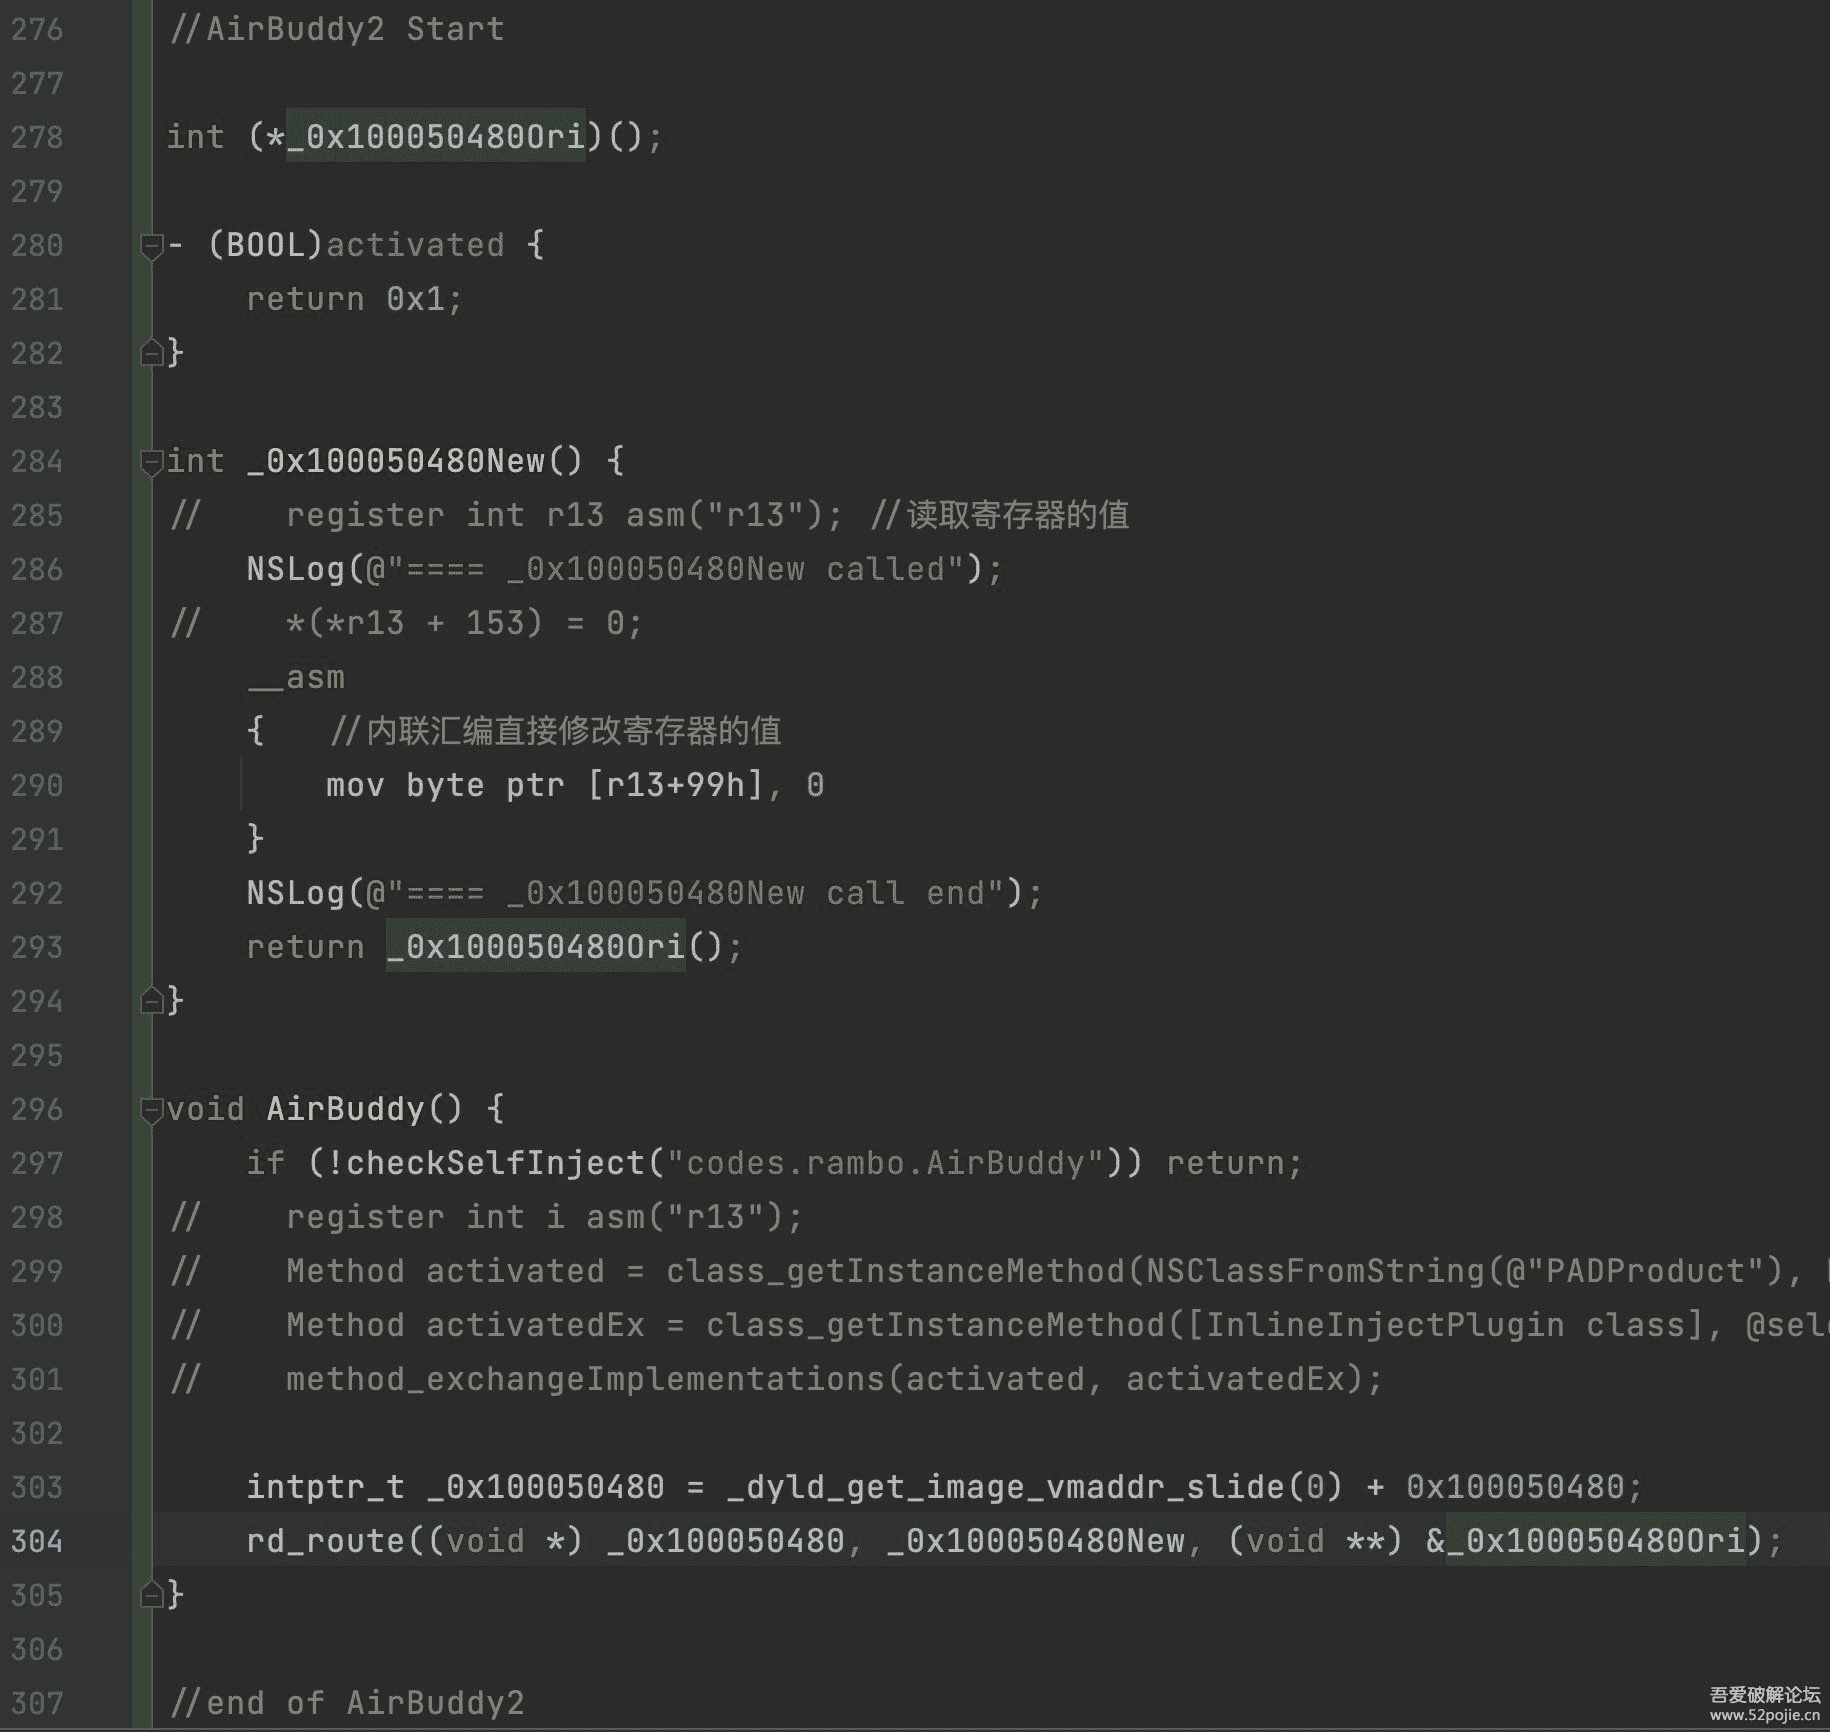 276 //AirBuddy2 Start
277
278 int (*_0x100050480Ori)();
279
280 - (BOOL)activated {
281     return 0x1;
282 }
283
284 int _0x100050480New() {
285 //    register int r13 asm("r13"); //读取寄存器的值
286     NSLog(@"==== _0x100050480New called");
287 //    *(*r13 + 153) = 0;
288     __asm
289     {   //内联汇编直接修改寄存器的值
290         mov byte ptr [r13+99h], 0
291     }
292     NSLog(@"==== _0x100050480New call end");
293     return _0x100050480Ori();
294 }
295
296 void AirBuddy() {
297     if (!checkSelfInject("codes.rambo.AirBuddy")) return;
298 //    register int i asm("r13");
299 //    Method activated = class_getInstanceMethod(NSClassFromString(@"PADProduct"),
300 //    Method activatedEx = class_getInstanceMethod([InlineInjectPlugin class], @sel
301 //    method_exchangeImplementations(activated, activatedEx);
302
303     intptr_t _0x100050480 = _dyld_get_image_vmaddr_slide(0) + 0x100050480;
304     rd_route((void *) _0x100050480, _0x100050480New, (void **) &_0x100050480Ori);
305 }
306
307 //end of AirBuddy2
吾爱破解论坛
www.52pojie.cn